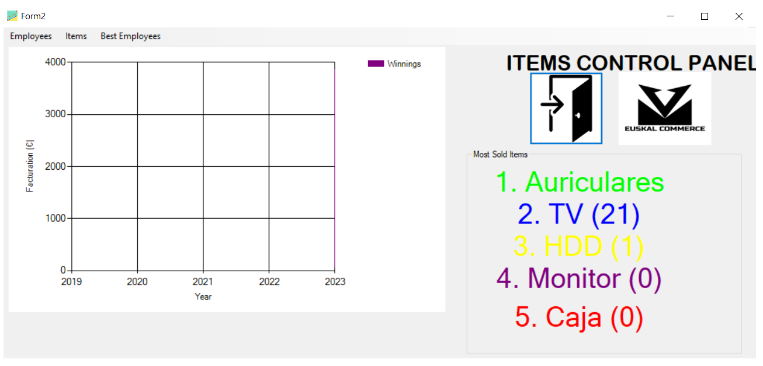 Form2
Employees Items Best Employees
ITEMS CONTROL PANEL
Winnings
4000
3000
2000
1000
0
Facturation [€]
2019 2020 2021 2022 2023
Year
EUSKAL COMMERCE
Most Sold Items
1. Auriculares
2. TV (21)
3. HDD (1)
4. Monitor (0)
5. Caja (0)